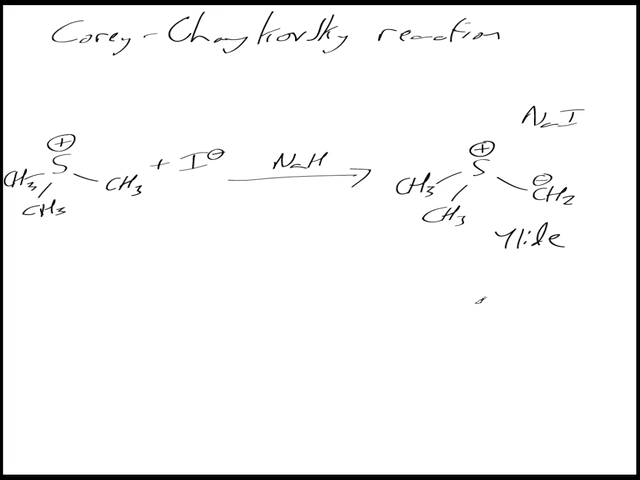 Corey-Chaykovsky reaction
NaI
⊕ ⊕
S + I⊖ NaH S ⊖
CH3 CH3 CH3 CH2
CH3 CH3
Ylide